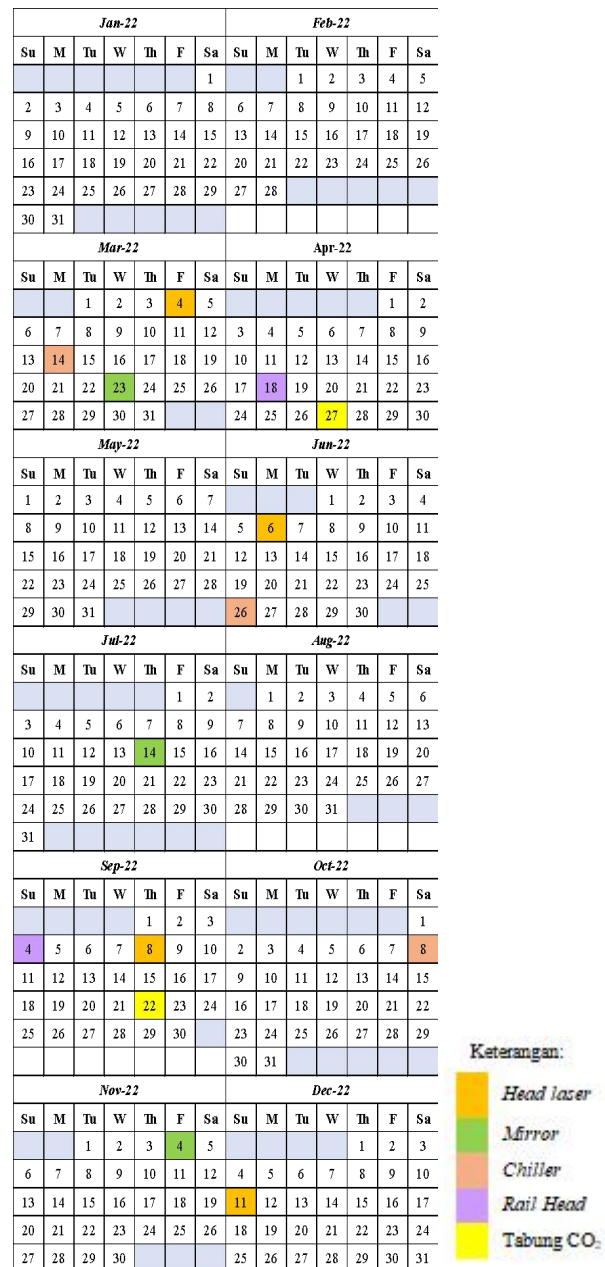 Jan-22 Feb-22
Su M Tu W Th F Sa Su M Tu W Th F Sa
1 1 2 3 4 5
2 3 4 5 6 7 8 6 7 8 9 10 11 12
9 10 11 12 13 14 15 13 14 15 16 17 18 19
16 17 18 19 20 21 22 20 21 22 23 24 25 26
23 24 25 26 27 28 29 27 28
30 31
Mar-22 Apr-22
Su M Tu W Th F Sa Su M Tu W Th F Sa
1 2 3 4 5 1 2
6 7 8 9 10 11 12 3 4 5 6 7 8 9
13 14 15 16 17 18 19 10 11 12 13 14 15 16
20 21 22 23 24 25 26 17 18 19 20 21 22 23
27 28 29 30 31 24 25 26 27 28 29 30
May-22 Jun-22
Su M Tu W Th F Sa Su M Tu W Th F Sa
1 2 3 4 5 6 7 1 2 3 4
8 9 10 11 12 13 14 5 6 7 8 9 10 11
15 16 17 18 19 20 21 12 13 14 15 16 17 18
22 23 24 25 26 27 28 19 20 21 22 23 24 25
29 30 31 26 27 28 29 30
Jul-22 Aug-22
Su M Tu W Th F Sa Su M Tu W Th F Sa
1 2 1 2 3 4 5 6
3 4 5 6 7 8 9 7 8 9 10 11 12 13
10 11 12 13 14 15 16 14 15 16 17 18 19 20
17 18 19 20 21 22 23 21 22 23 24 25 26 27
24 25 26 27 28 29 30 28 29 30 31
31
Sep-22 Oct-22
Su M Tu W Th F Sa Su M Tu W Th F Sa
1 2 3 1
4 5 6 7 8 9 10 2 3 4 5 6 7 8
11 12 13 14 15 16 17 9 10 11 12 13 14 15
18 19 20 21 22 23 24 16 17 18 19 20 21 22
25 26 27 28 29 30 23 24 25 26 27 28 29
30 31
Nov-22 Dec-22
Su M Tu W Th F Sa Su M Tu W Th F Sa
1 2 3 4 5 1 2 3
6 7 8 9 10 11 12 4 5 6 7 8 9 10
13 14 15 16 17 18 19 11 12 13 14 15 16 17
20 21 22 23 24 25 26 18 19 20 21 22 23 24
27 28 29 30 25 26 27 28 29 30 31
Keterangan:
Head laser
Mirror
Chiller
Rail Head
Tabung CO₂